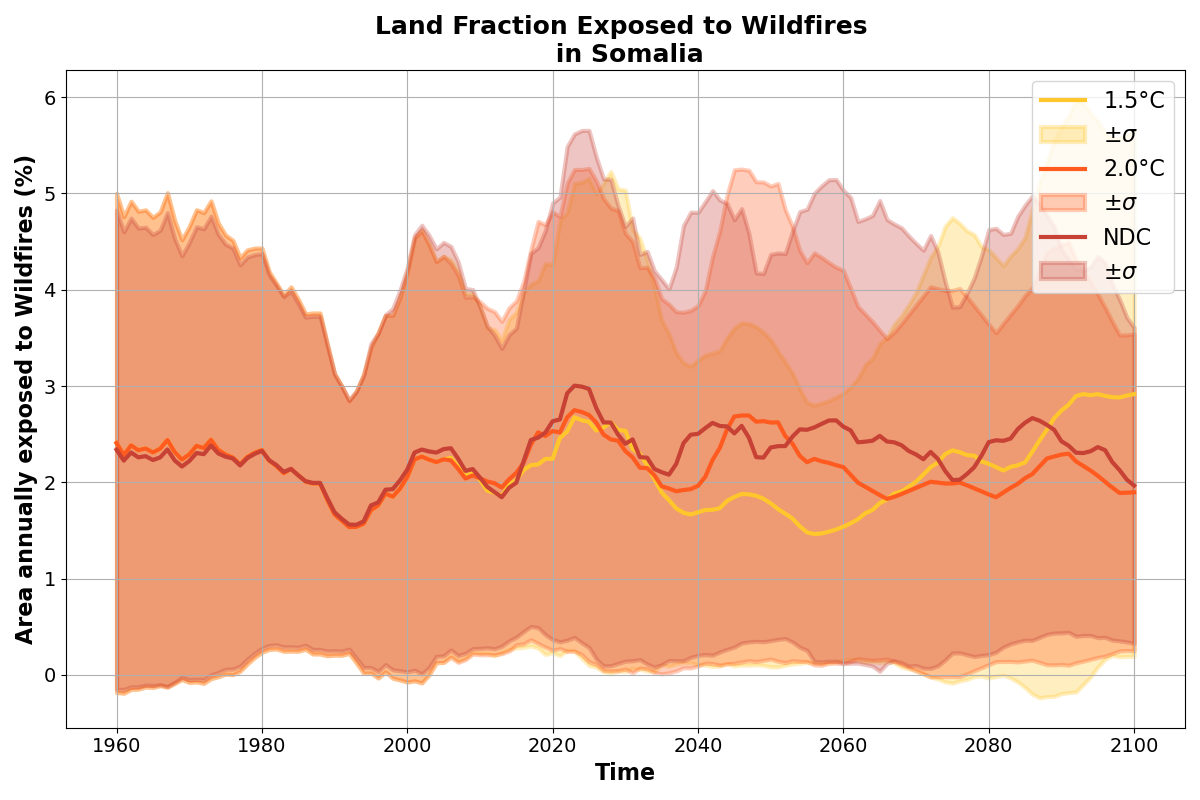 Land Fraction Exposed to Wildfires
in Somalia
Area annually exposed to Wildfires (%)
6
5
4
3
2
1
0
1960 1980 2000 2020 2040 2060 2080 2100
Time
1.5°C
±σ
2.0°C
±σ
NDC
±σ